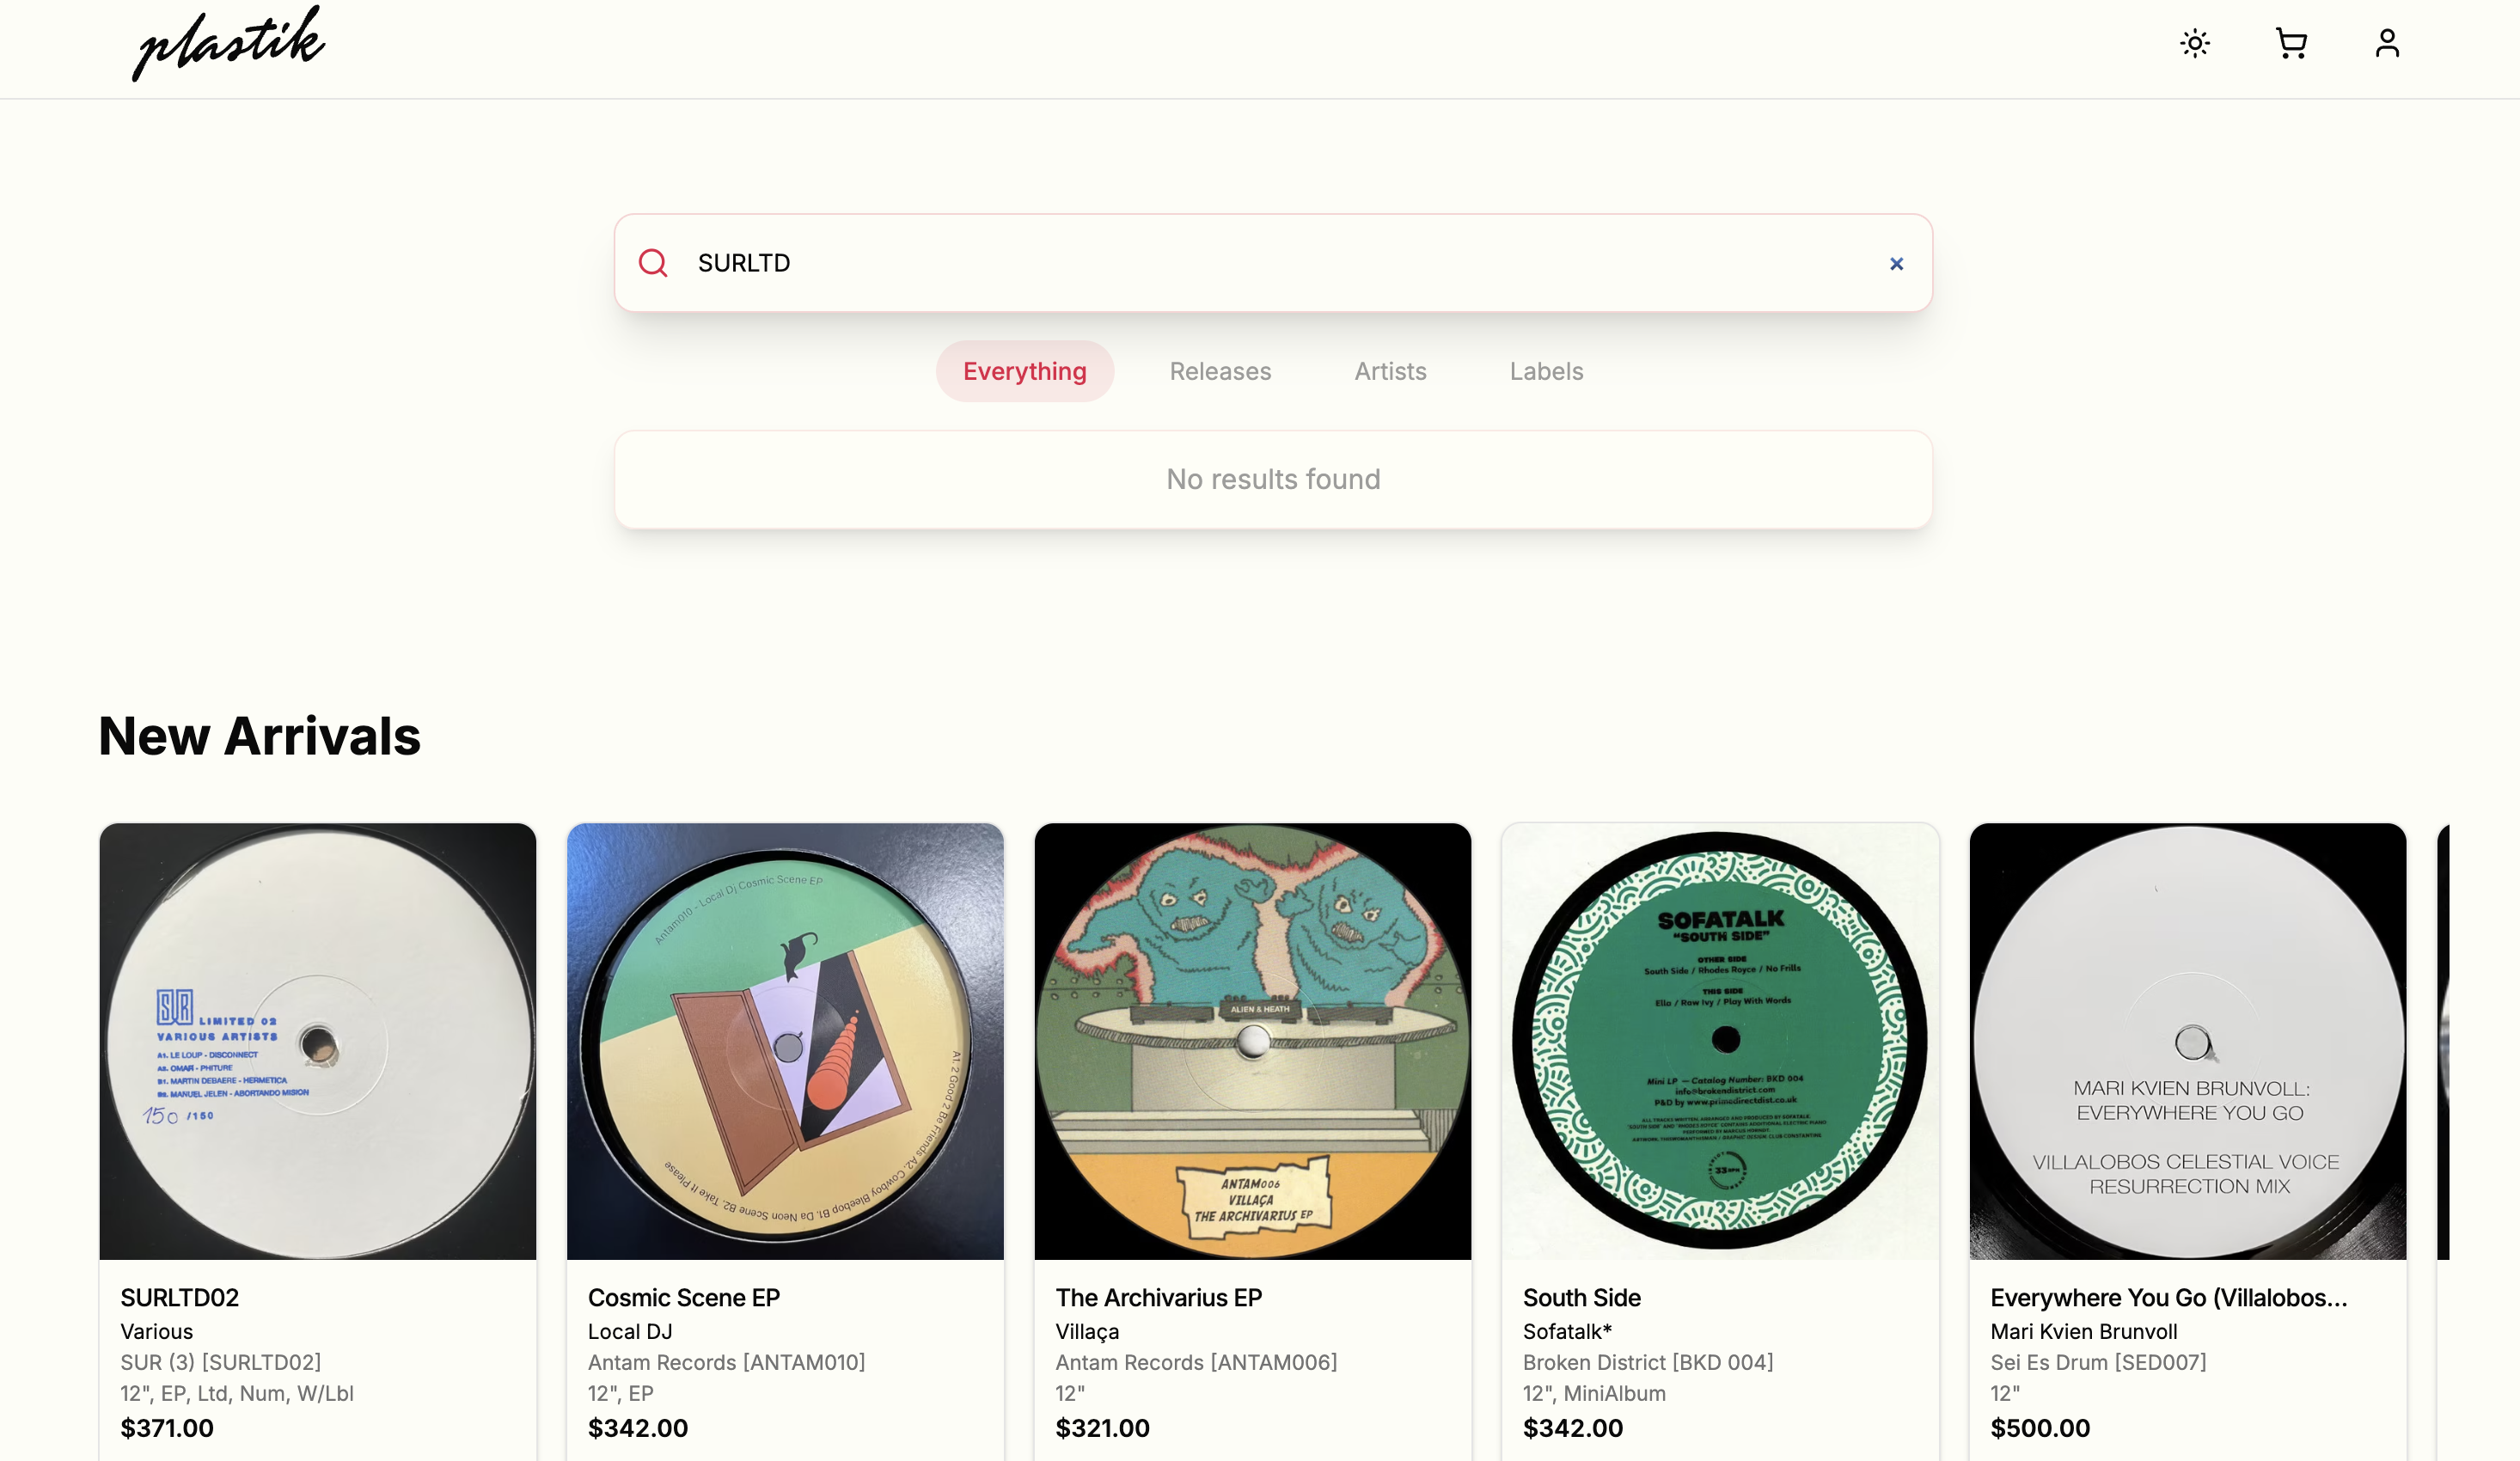 plastik
SURLTD
Everything
Releases
Artists
Labels
No results found
New Arrivals
SUR LIMITED 02
VARIOUS ARTISTS
A1. LE LOUP - DISCONNECT
A2. OMAR - PHITURE
B1. MARTIN DEBAERE - HERMETICA
B2. MANUEL JELEN - ABORTANDO MISION
150 /150
Antam010 - Local Dj Cosmic Scene EP
A1. 2 Good 2 Be Friends A2. Cowboy Bleebop B1. Da Neon Scene B2. Take It Please
ALIEN & HEATH
ANTAM006
VILLAÇA
THE ARCHIVARIUS EP
SOFATALK
"SOUTH SIDE"
OTHER SIDE
South Side / Rhodes Royce / No Frills
THIS SIDE
Ella / Raw Ivy / Play With Words
Mini LP — Catalog Number: BKD 004
info@brokendistrict.com
P&D by www.primedirectdist.co.uk
33 RPM
MARI KVIEN BRUNVOLL:
EVERYWHERE YOU GO
VILLALOBOS CELESTIAL VOICE
RESURRECTION MIX
SURLTD02
Various
SUR (3) [SURLTD02]
12", EP, Ltd, Num, W/Lbl
$371.00
Cosmic Scene EP
Local DJ
Antam Records [ANTAM010]
12", EP
$342.00
The Archivarius EP
Villaça
Antam Records [ANTAM006]
12"
$321.00
South Side
Sofatalk*
Broken District [BKD 004]
12", MiniAlbum
$342.00
Everywhere You Go (Villalobos...
Mari Kvien Brunvoll
Sei Es Drum [SED007]
12"
$500.00